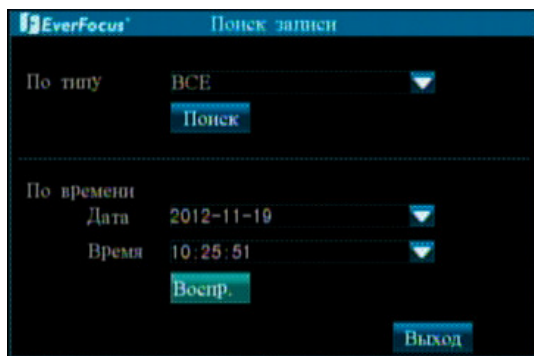 EverFocus Поиск записи
По типу ВСЕ
Поиск
По времени
Дата 2012-11-19
Время 10:25:51
Воспр.
Выход